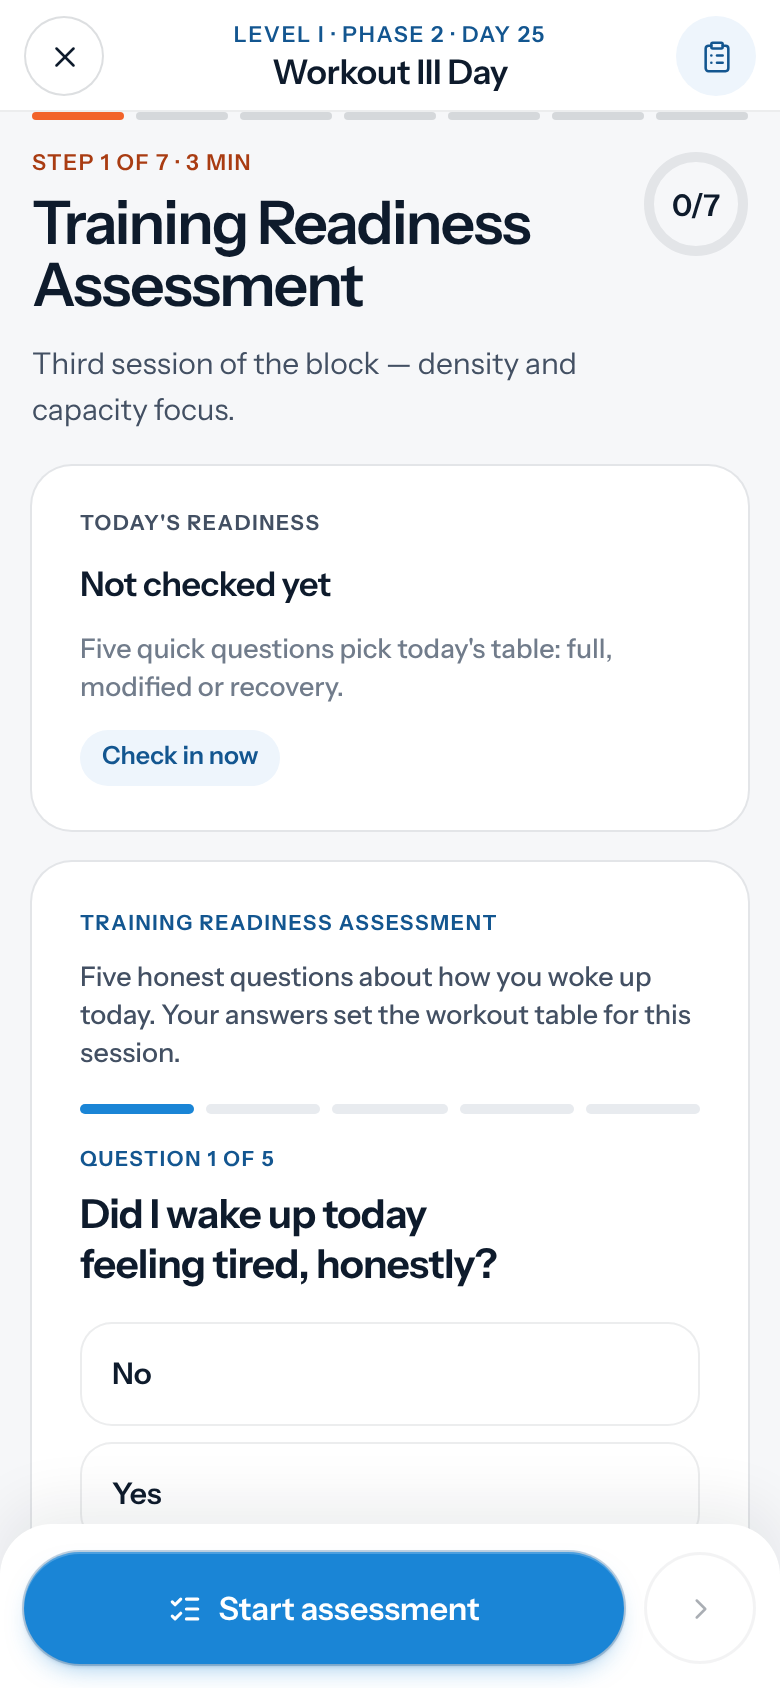 LEVEL I · PHASE 2 · DAY 25
Workout III Day
STEP 1 OF 7 · 3 MIN
Training Readiness
Assessment
0/7
Third session of the block — density and
capacity focus.
TODAY'S READINESS
Not checked yet
Five quick questions pick today's table: full,
modified or recovery.
Check in now
TRAINING READINESS ASSESSMENT
Five honest questions about how you woke up
today. Your answers set the workout table for this
session.
QUESTION 1 OF 5
Did I wake up today
feeling tired, honestly?
No
Yes
Start assessment